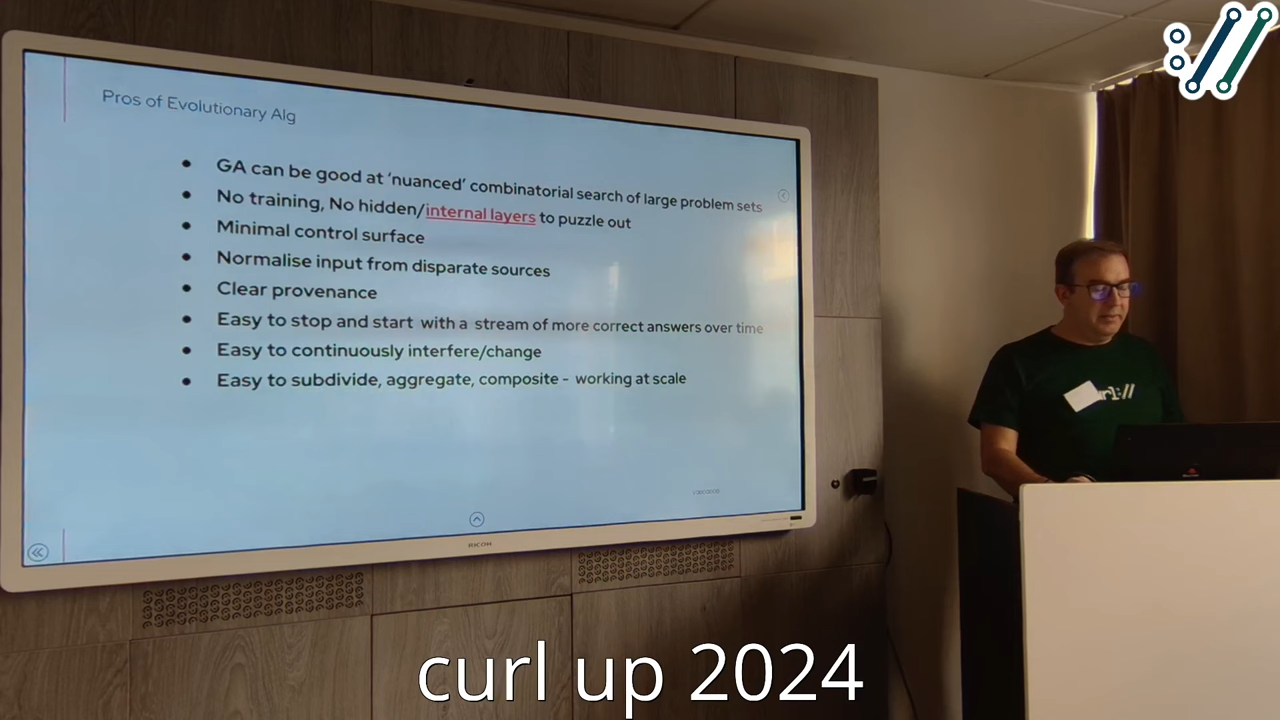 Pros of Evolutionary Alg
GA can be good at ‘nuanced’ combinatorial search of large problem sets
No training, No hidden/internal layers to puzzle out
Minimal control surface
Normalise input from disparate sources
Clear provenance
Easy to stop and start with a stream of more correct answers over time
Easy to continuously interfere/change
Easy to subdivide, aggregate, composite - working at scale
RICOH
url://
curl up 2024